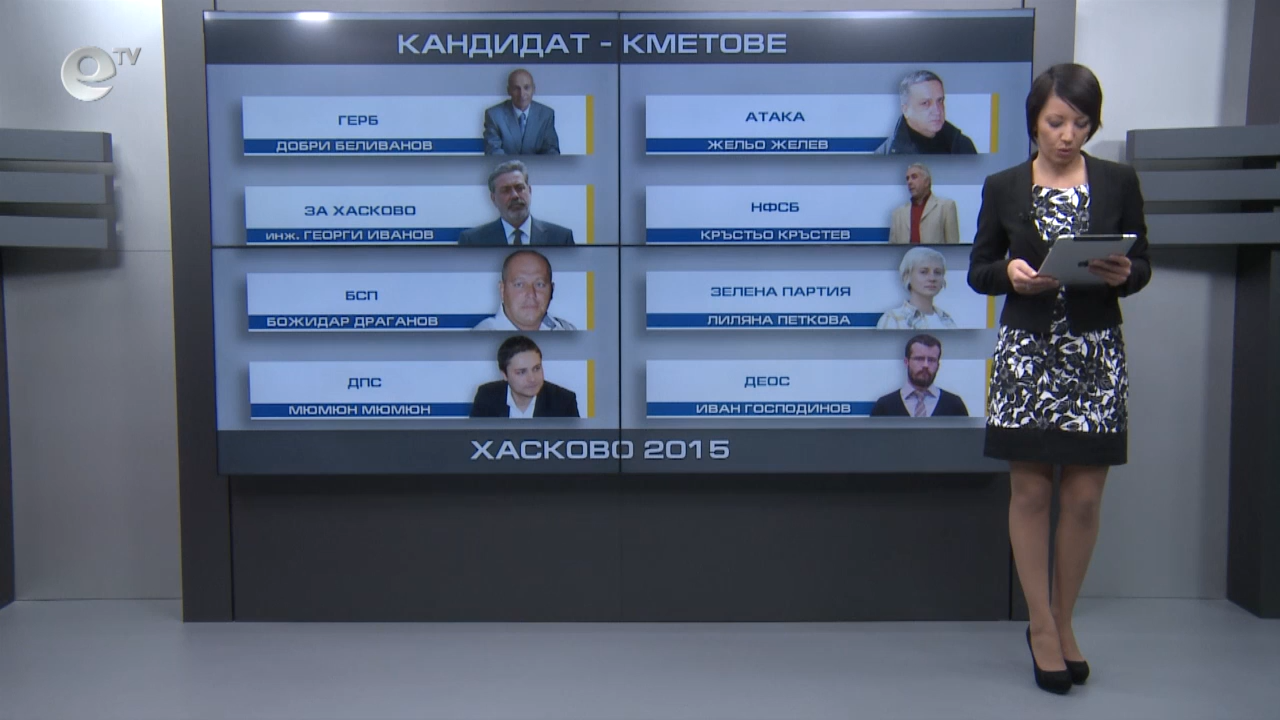 e TV
КАНДИДАТ - КМЕТОВЕ
ГЕРБ
ДОБРИ БЕЛИВАНОВ
ЗА ХАСКОВО
инж. ГЕОРГИ ИВАНОВ
БСП
БОЖИДАР ДРАГАНОВ
ДПС
МЮМЮН МЮМЮН
АТАКА
ЖЕЛЬО ЖЕЛЕВ
НФСБ
КРЪСТЬО КРЪСТЕВ
ЗЕЛЕНА ПАРТИЯ
ЛИЛЯНА ПЕТКОВА
ДЕОС
ИВАН ГОСПОДИНОВ
ХАСКОВО 2015